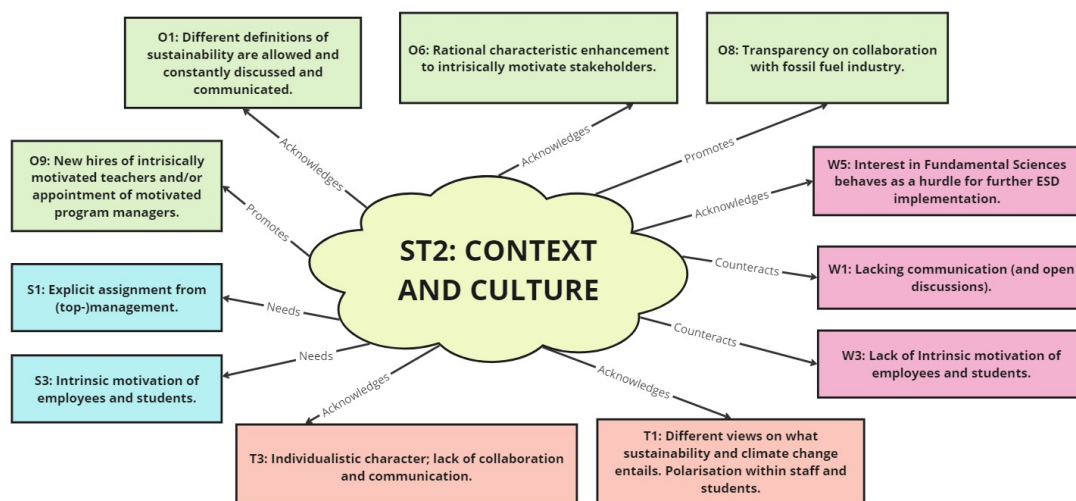 O1: Different definitions of
sustainability are allowed and
constantly discussed and
communicated.
O6: Rational characteristic enhancement
to intrisically motivate stakeholders.
O8: Transparency on collaboration
with fossil fuel industry.
Acknowledges
Acknowledges
Promotes
O9: New hires of intrisically
motivated teachers and/or
appointment of motivated
program managers.
Promotes
W5: Interest in Fundamental Sciences
behaves as a hurdle for further ESD
implementation.
Acknowledges
ST2: CONTEXT
AND CULTURE
S1: Explicit assignment from
(top-)management.
Needs
Counteracts
W1: Lacking communication (and open
discussions).
S3: Intrinsic motivation of
employees and students.
Needs
Counteracts
W3: Lack of Intrinsic motivation of
employees and students.
Acknowledges
Acknowledges
T3: Individualistic character; lack of collaboration
and communication.
T1: Different views on what
sustainability and climate change
entails. Polarisation within staff and
students.